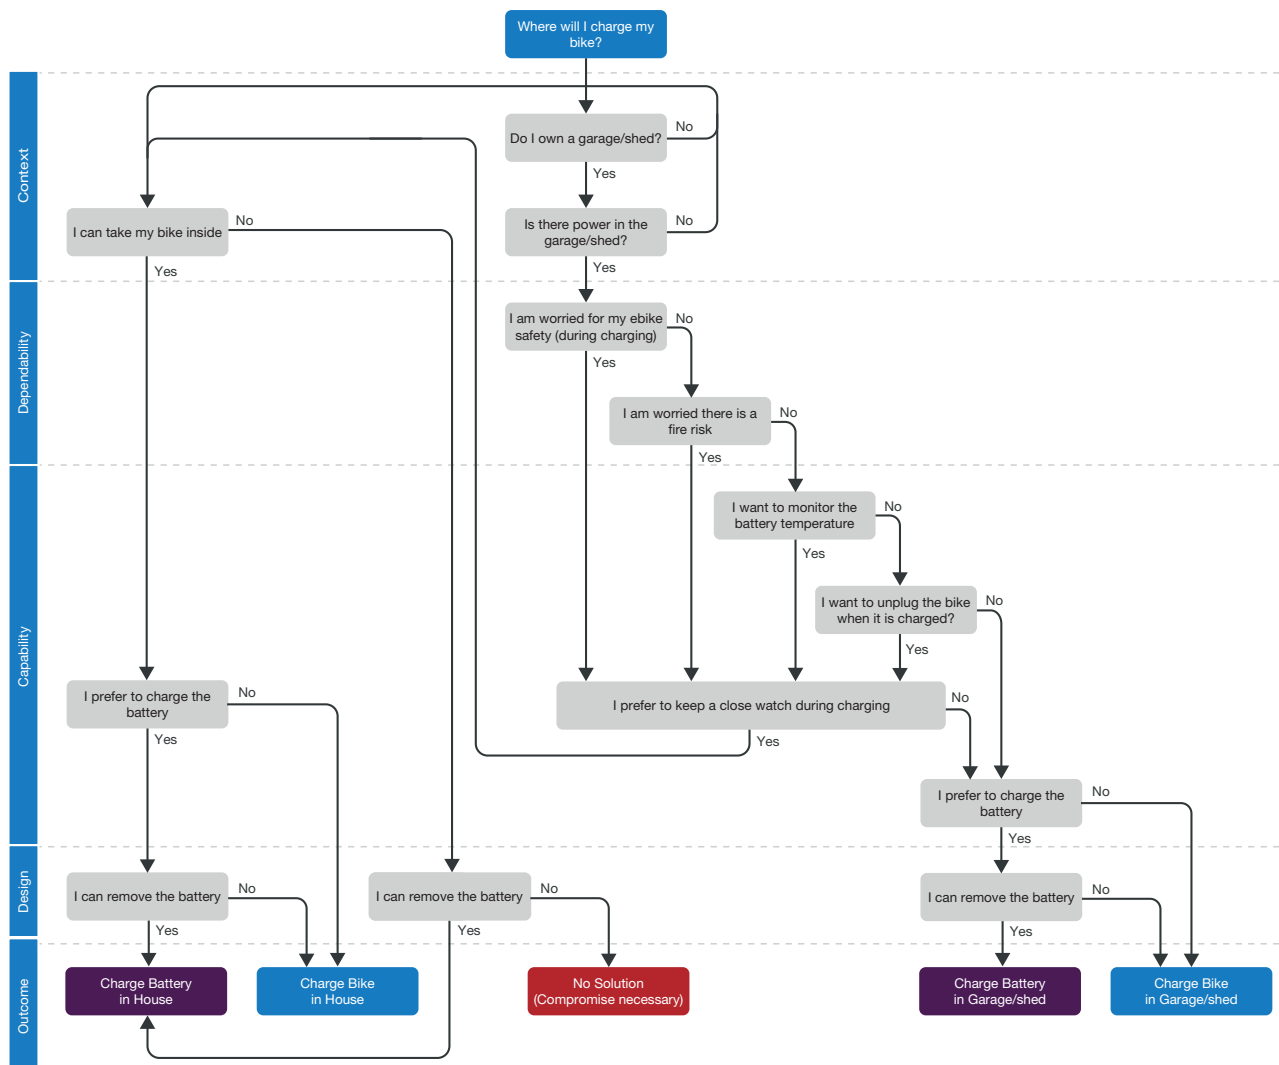 Where will I charge my
bike?
Context
Do I own a garage/shed?
No
Yes
I can take my bike inside
No
Yes
Is there power in the
garage/shed?
No
Yes
Dependability
I am worried for my ebike
safety (during charging)
No
Yes
I am worried there is a
fire risk
No
Yes
Capability
I want to monitor the
battery temperature
No
Yes
I want to unplug the bike
when it is charged?
No
Yes
I prefer to charge the
battery
No
Yes
I prefer to keep a close watch during charging
No
Yes
I prefer to charge the
battery
No
Yes
Design
I can remove the battery
No
Yes
I can remove the battery
No
Yes
I can remove the battery
No
Yes
Outcome
Charge Battery
in House
Charge Bike
in House
No Solution
(Compromise necessary)
Charge Battery
in Garage/shed
Charge Bike
in Garage/shed